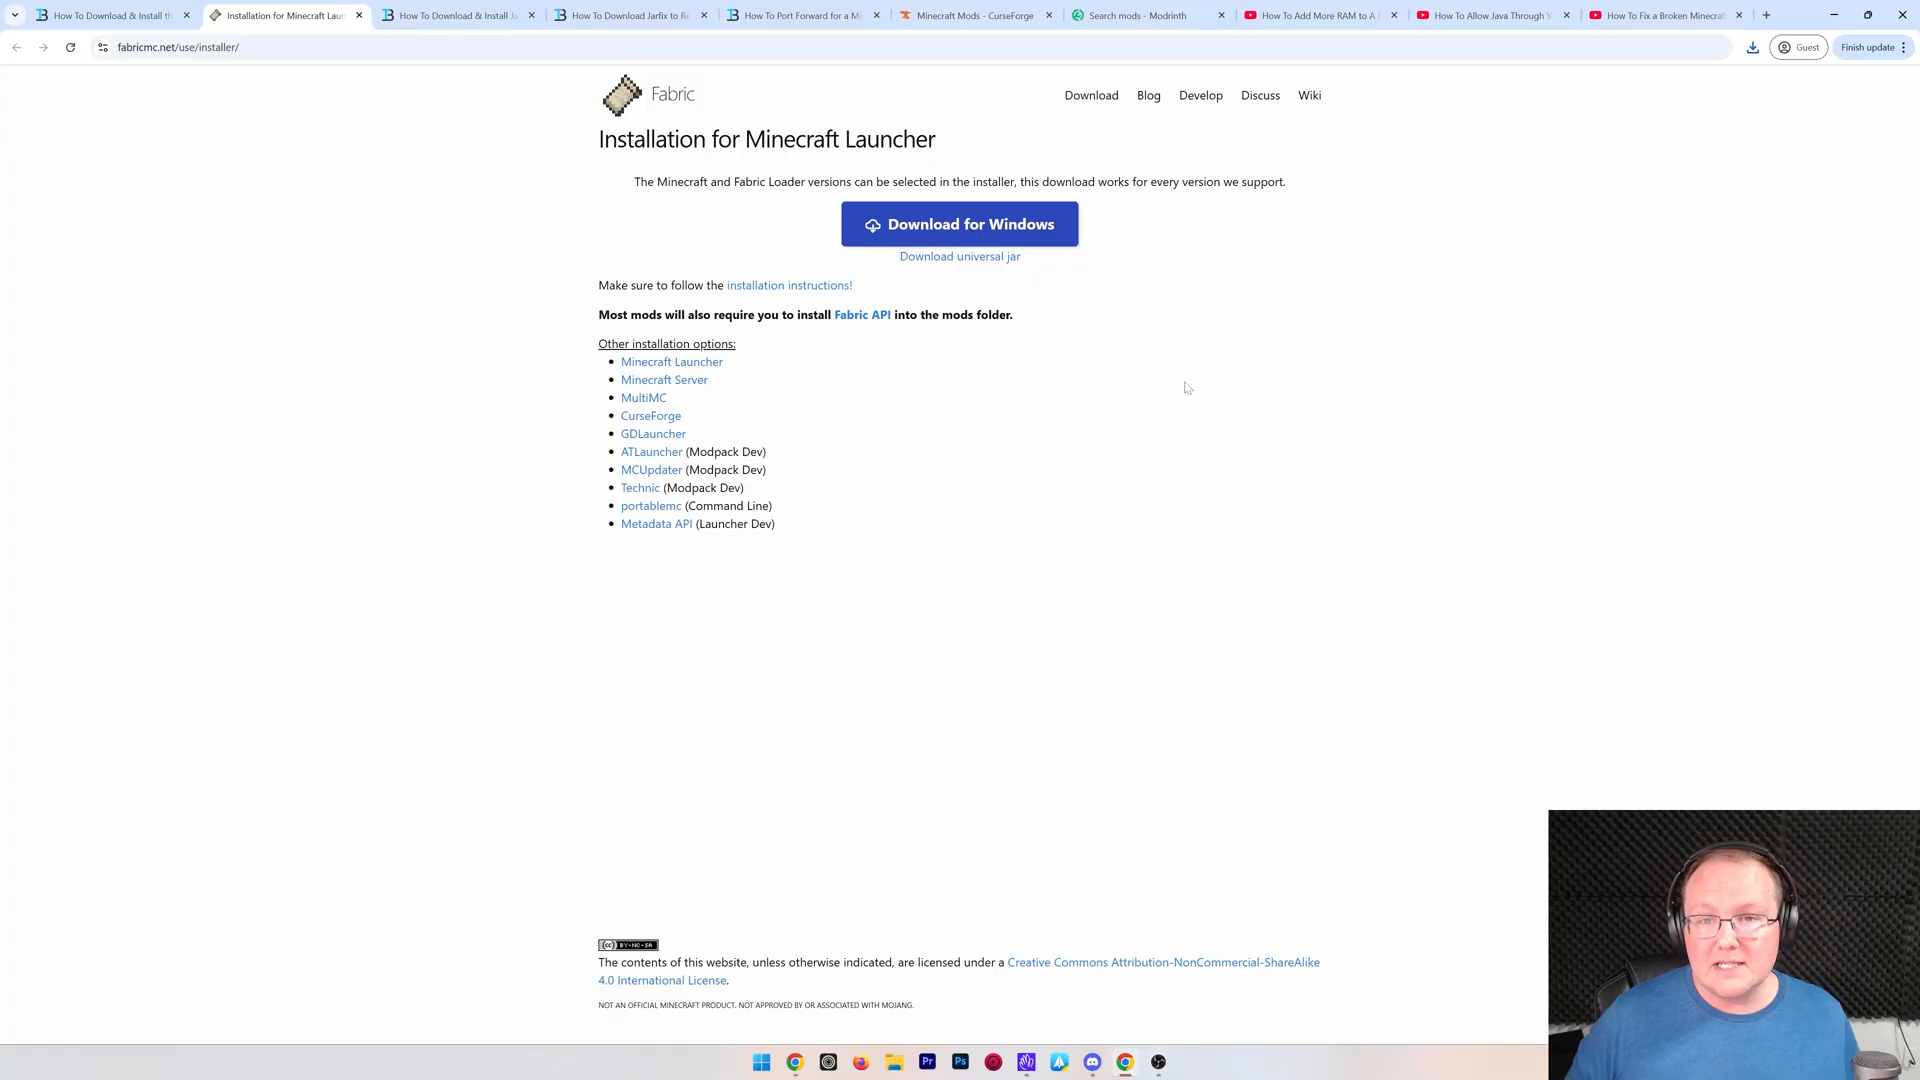 How To Download & Install th
Installation for Minecraft Laun
How To Download & Install Ja
How To Download Jarfix to Re
How To Port Forward for a Mi
Minecraft Mods - CurseForge
Search mods - Modrinth
How To Add More RAM to A
How To Allow Java Through Y
How To Fix a Broken Minecraft
fabricmc.net/use/installer/
Guest
Finish update
Fabric
Download
Blog
Develop
Discuss
Wiki
Installation for Minecraft Launcher
The Minecraft and Fabric Loader versions can be selected in the installer, this download works for every version we support.
Download for Windows
Download universal jar
Make sure to follow the installation instructions!
Most mods will also require you to install Fabric API into the mods folder.
Other installation options:
Minecraft Launcher
Minecraft Server
MultiMC
CurseForge
GDLauncher
ATLauncher (Modpack Dev)
MCUpdater (Modpack Dev)
Technic (Modpack Dev)
portablemc (Command Line)
Metadata API (Launcher Dev)
CC BY-NC-SA
The contents of this website, unless otherwise indicated, are licensed under a Creative Commons Attribution-NonCommercial-ShareAlike
4.0 International License.
NOT AN OFFICIAL MINECRAFT PRODUCT. NOT APPROVED BY OR ASSOCIATED WITH MOJANG.
Pr
Ps